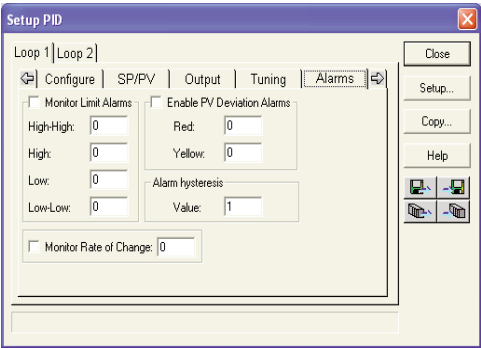 Setup PID
Loop 1 Loop 2
Configure SP/PV Output Tuning Alarms
Monitor Limit Alarms
High-High: 0
High: 0
Low: 0
Low-Low: 0
Enable PV Deviation Alarms
Red: 0
Yellow: 0
Alarm hysteresis
Value: 1
Monitor Rate of Change: 0
Close
Setup...
Copy...
Help